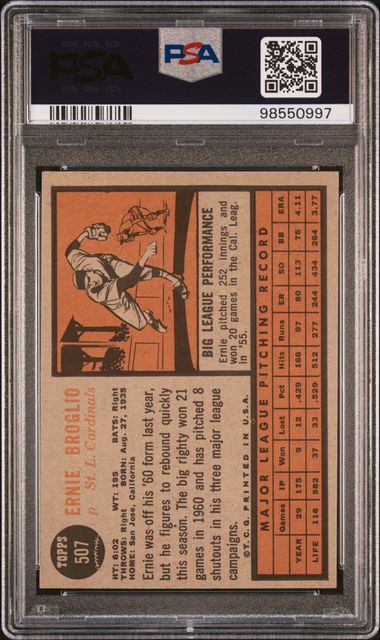 PSA
PSA
98550997
TOPPS
507
ERNIE BROGLIO
p St. L. Cardinals
HT: 6:02 WT: 195 BATS: Right
THROWS: Right BORN: Aug. 27, 1935
HOME: San Jose, California
Ernie was off his '60 form last year,
but he figures to rebound quickly
this season. The big righty won 21
games in 1960 and has pitched 8
shutouts in his three major league
campaigns.
©T.C.G. PRINTED IN U.S.A.
BIG LEAGUE PERFORMANCE
Ernie pitched 252 innings and
won 20 games in the Cal. Leag.
in '55.
MAJOR LEAGUE PITCHING RECORD
Games IP Won Lost Pct Hits Runs ER SO BB ERA
YEAR 29 175 9 12 .429 166 97 80 113 75 4.11
LIFE 116 582 37 33 .529 512 277 244 434 264 3.77